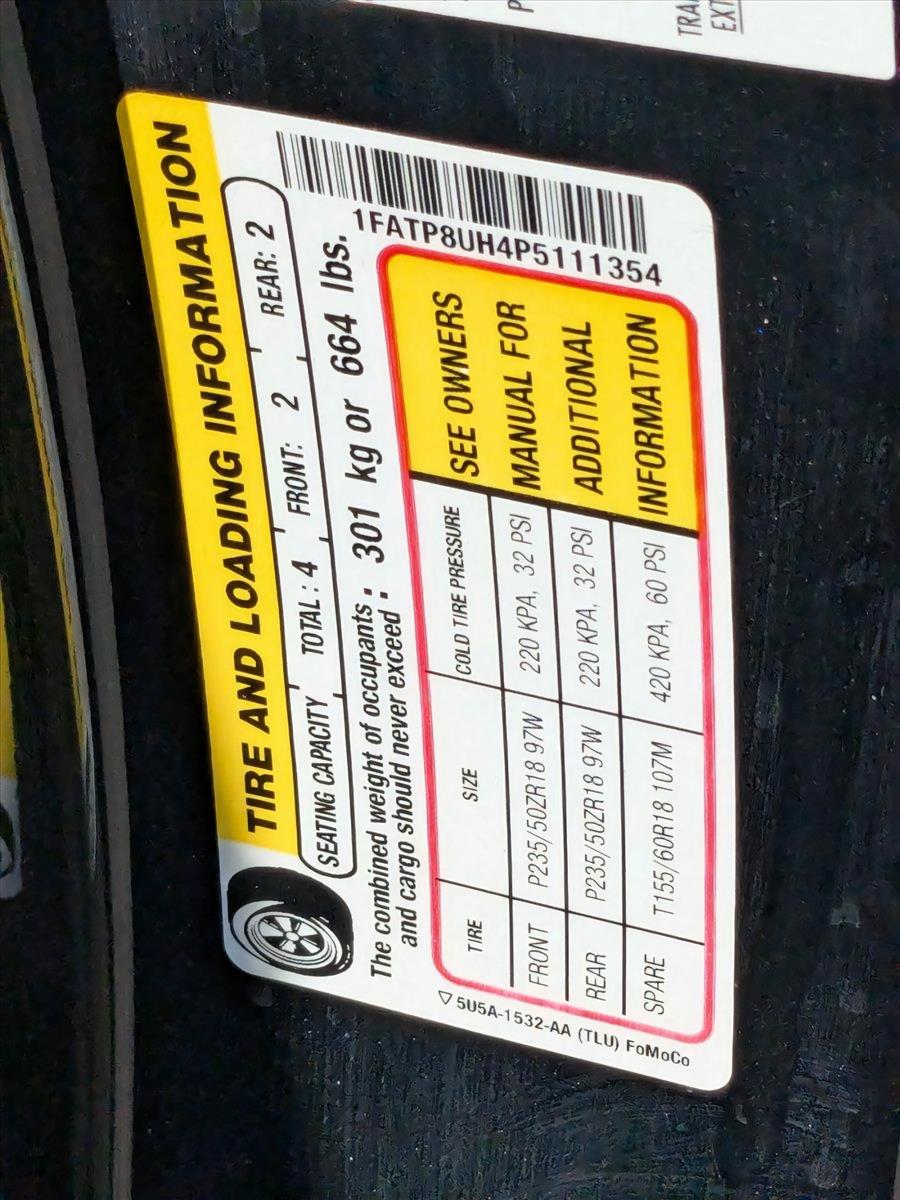 TRA
EXT
TIRE AND LOADING INFORMATION
SEATING CAPACITY TOTAL: 4 FRONT: 2 REAR: 2
The combined weight of occupants
and cargo should never exceed : 301 kg or 664 lbs.
1FATP8UH4P5111354
TIRE SIZE COLD TIRE PRESSURE
FRONT P235/50ZR18 97W 220 KPA, 32 PSI
REAR P235/50ZR18 97W 220 KPA, 32 PSI
SPARE T155/60R18 107M 420 KPA, 60 PSI
SEE OWNERS
MANUAL FOR
ADDITIONAL
INFORMATION
5U5A-1532-AA (TLU) FoMoCo